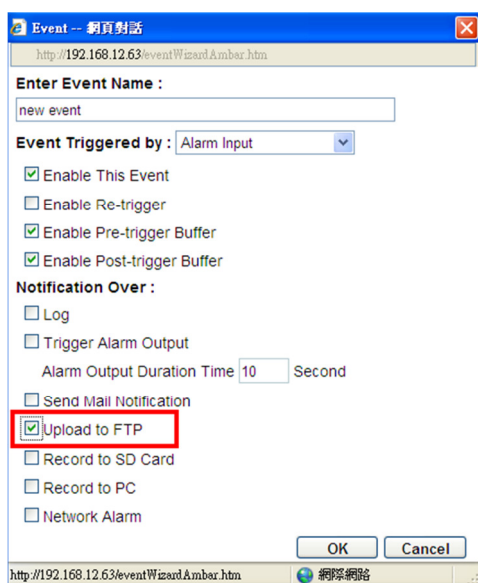 Event -- 網頁對話
http://192.168.12.63/eventWizardAmbar.htm
Enter Event Name :
new event
Event Triggered by : Alarm Input
Enable This Event
Enable Re-trigger
Enable Pre-trigger Buffer
Enable Post-trigger Buffer
Notification Over :
Log
Trigger Alarm Output
Alarm Output Duration Time 10 Second
Send Mail Notification
Upload to FTP
Record to SD Card
Record to PC
Network Alarm
OK Cancel
http://192.168.12.63/eventWizardAmbar.htm 網際網路